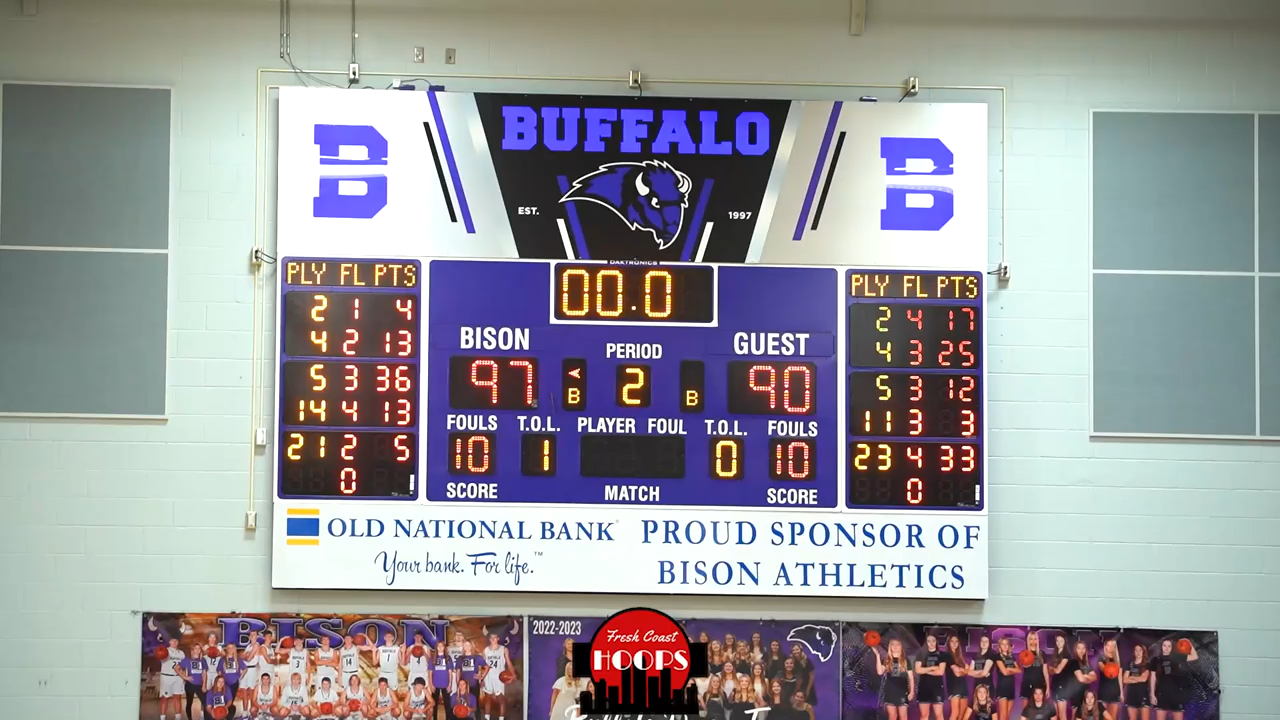 BUFFALO
B
B
EST.
1997
DAKTRONICS
PLY FL PTS
2 1 4
4 2 13
5 3 36
14 4 13
21 2 5
0
00.0
BISON
PERIOD
GUEST
97
B
2
B
90
FOULS
T.O.L.
PLAYER FOUL
T.O.L.
FOULS
10
1
0
10
SCORE
MATCH
SCORE
PLY FL PTS
2 4 17
4 3 25
5 3 12
11 3 3
23 4 33
0
OLD NATIONAL BANK
Your bank. For life.™
PROUD SPONSOR OF
BISON ATHLETICS
BISON
2022-2023
BISON
Fresh Coast
HOOPS